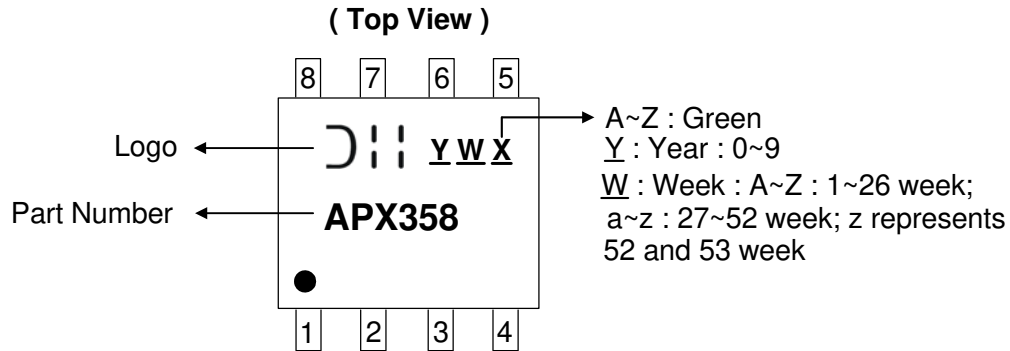 ( Top View )
8 7 6 5
Logo
Y W X
A~Z : Green
Y : Year : 0~9
W : Week : A~Z : 1~26 week;
a~z : 27~52 week; z represents
52 and 53 week
Part Number
APX358
1 2 3 4